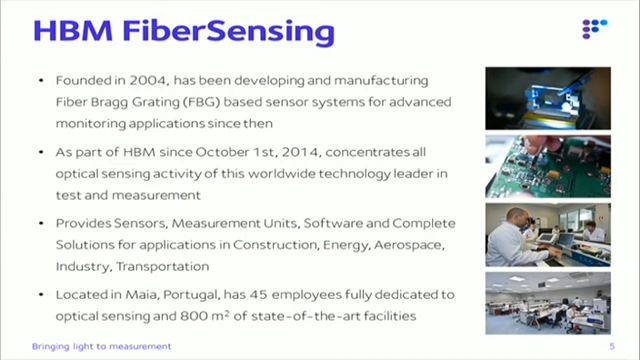 HBM FiberSensing
• Founded in 2004, has been developing and manufacturing
Fiber Bragg Grating (FBG) based sensor systems for advanced
monitoring applications since then
• As part of HBM since October 1st, 2014, concentrates all
optical sensing activity of this worldwide technology leader in
test and measurement
• Provides Sensors, Measurement Units, Software and Complete
Solutions for applications in Construction, Energy, Aerospace,
Industry, Transportation
• Located in Maia, Portugal, has 45 employees fully dedicated to
optical sensing and 800 m² of state-of-the-art facilities
Bringing light to measurement
5